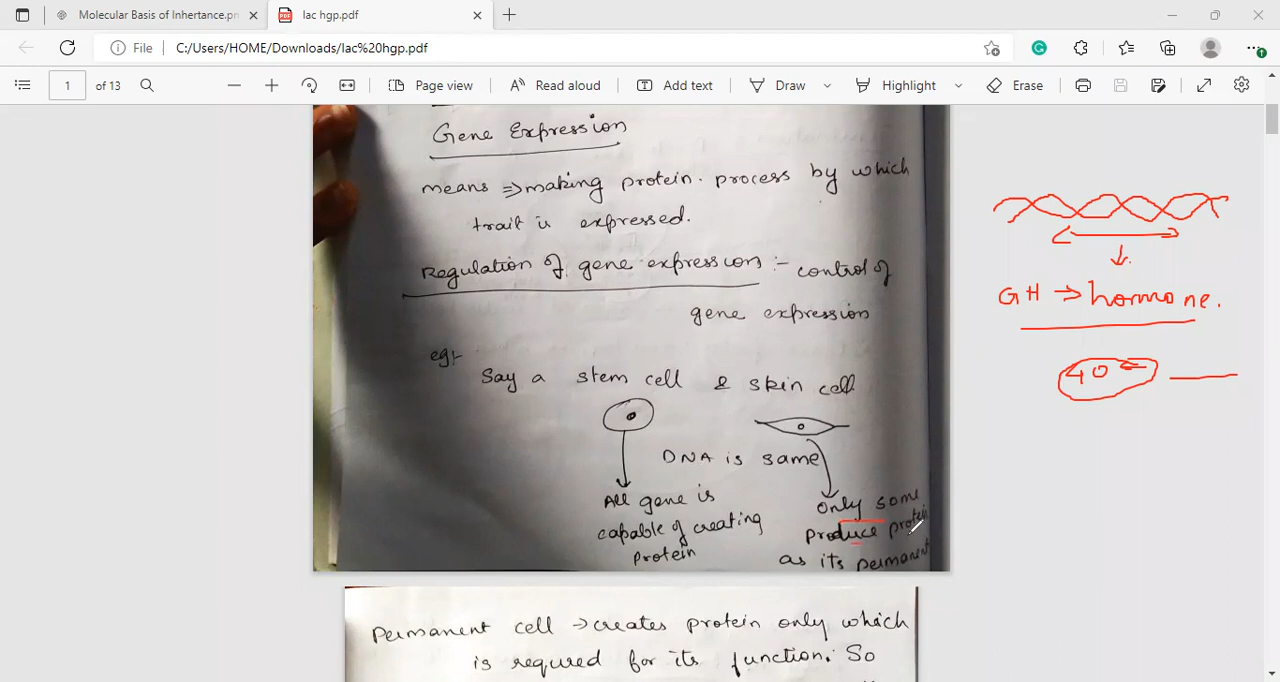 Molecular Basis of Inhertance.pn
lac hgp.pdf
File
C:/Users/HOME/Downloads/lac%20hgp.pdf
1 of 13
Page view
Read aloud
Add text
Draw
Highlight
Erase
Gene Expression
means ⇒ making protein. process by which
trait is expressed.
Regulation of gene expression :- control of
gene expression
eg:-
Say a stem cell & skin cell
DNA is same
All gene is
capable of creating
protein
Only some
produce protein
as its permanent
Permanent cell → creates protein only which
is required for its function. So
GH → hormone.
40